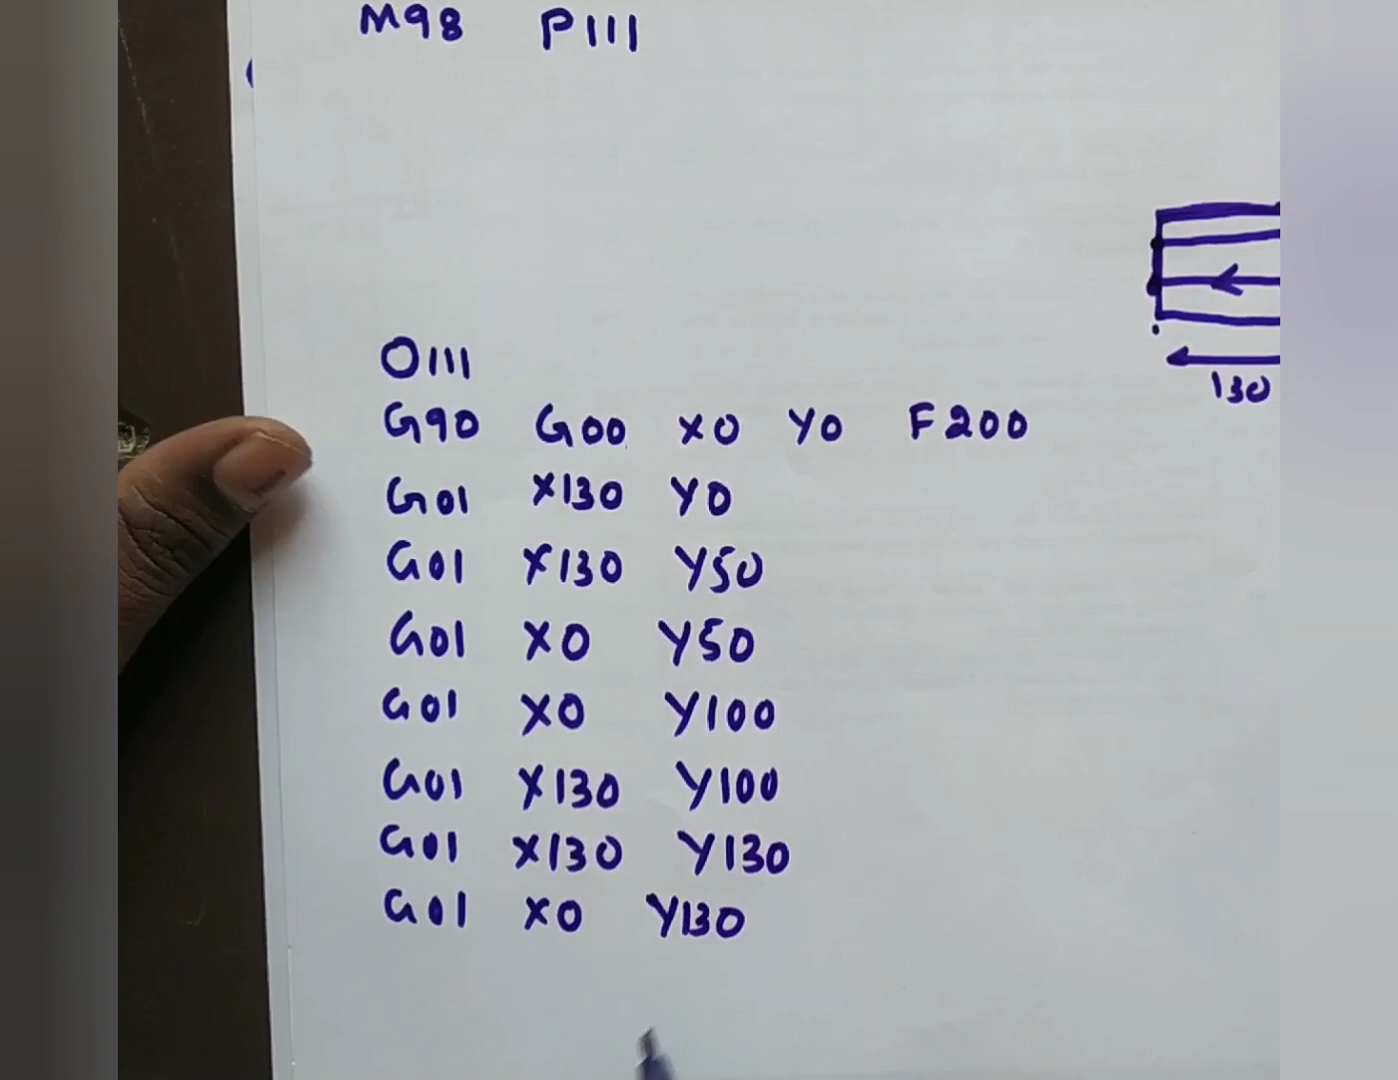 M98 P111
130
O111
G90 G00 X0 Y0 F200
G01 X130 Y0
G01 X130 Y50
G01 X0 Y50
G01 X0 Y100
G01 X130 Y100
G01 X130 Y130
G01 X0 Y130